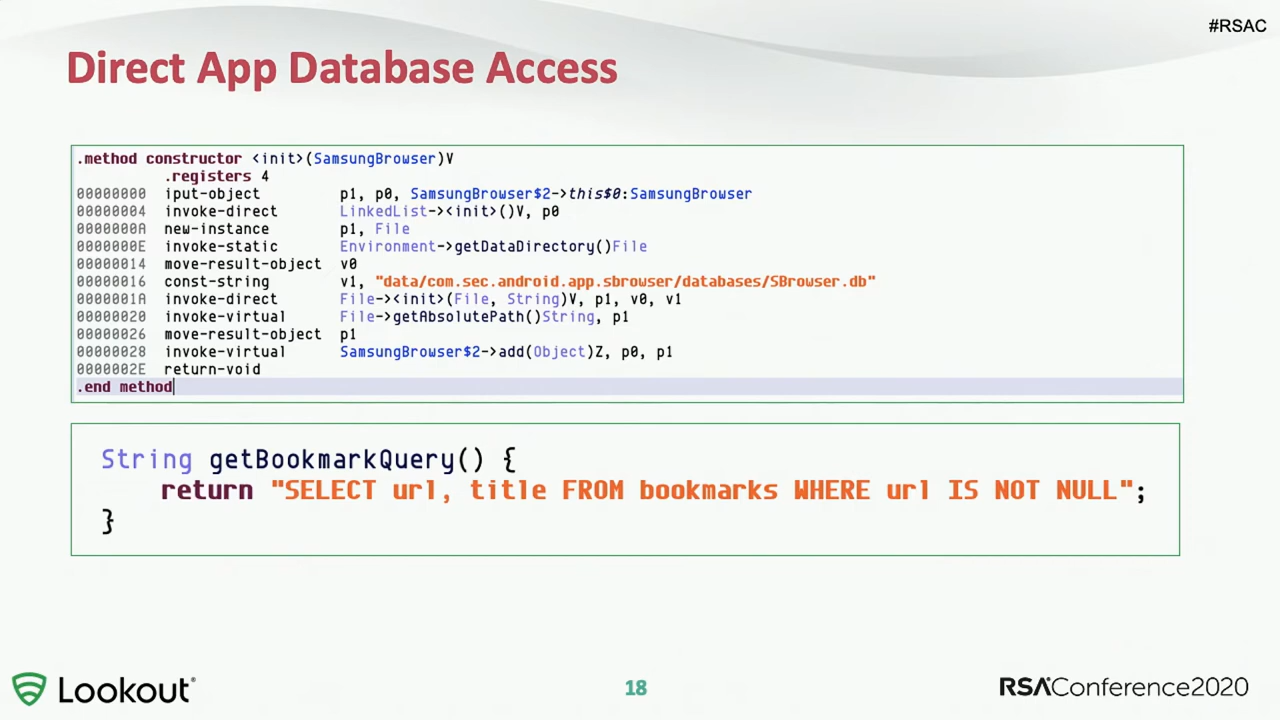 #RSAC
Direct App Database Access
.method constructor <init>(SamsungBrowser)V
.registers 4
00000000 iput-object p1, p0, SamsungBrowser$2->this$0:SamsungBrowser
00000004 invoke-direct LinkedList-><init>()V, p0
0000000A new-instance p1, File
0000000E invoke-static Environment->getDataDirectory()File
00000014 move-result-object v0
00000016 const-string v1, "data/com.sec.android.app.sbrowser/databases/SBrowser.db"
0000001A invoke-direct File-><init>(File, String)V, p1, v0, v1
00000020 invoke-virtual File->getAbsolutePath()String, p1
00000026 move-result-object p1
00000028 invoke-virtual SamsungBrowser$2->add(Object)Z, p0, p1
0000002E return-void
.end method
String getBookmarkQuery() {
return "SELECT url, title FROM bookmarks WHERE url IS NOT NULL";
}
Lookout®
18
RSAConference2020